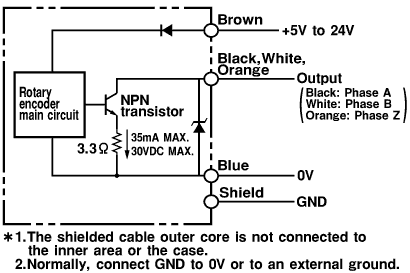 Brown
+5V to 24V
Black,White,
Orange
Output
(Black: Phase A
White: Phase B
Orange: Phase Z)
Rotary
encoder
main circuit
NPN
transistor
35mA MAX.
30VDC MAX.
3.3Ω
Blue
0V
Shield
GND
*1.The shielded cable outer core is not connected to
the inner area or the case.
2.Normally, connect GND to 0V or to an external ground.